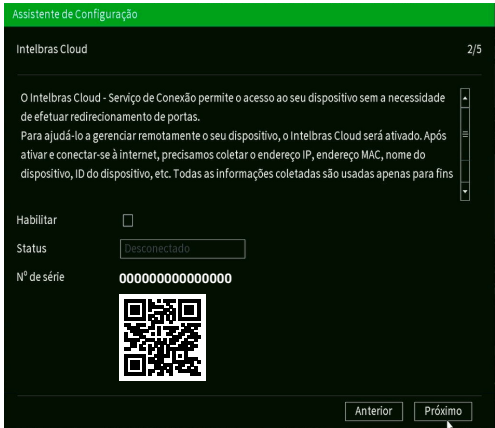 Assistente de Configuração
Intelbras Cloud 2/5
O Intelbras Cloud - Serviço de Conexão permite o acesso ao seu dispositivo sem a necessidade
de efetuar redirecionamento de portas.
Para ajudá-lo a gerenciar remotamente o seu dispositivo, o Intelbras Cloud será ativado. Após
ativar e conectar-se à internet, precisamos coletar o endereço IP, endereço MAC, nome do
dispositivo, ID do dispositivo, etc. Todas as informações coletadas são usadas apenas para fins
Habilitar
Status Desconectado
Nº de série 000000000000000
Anterior Próximo